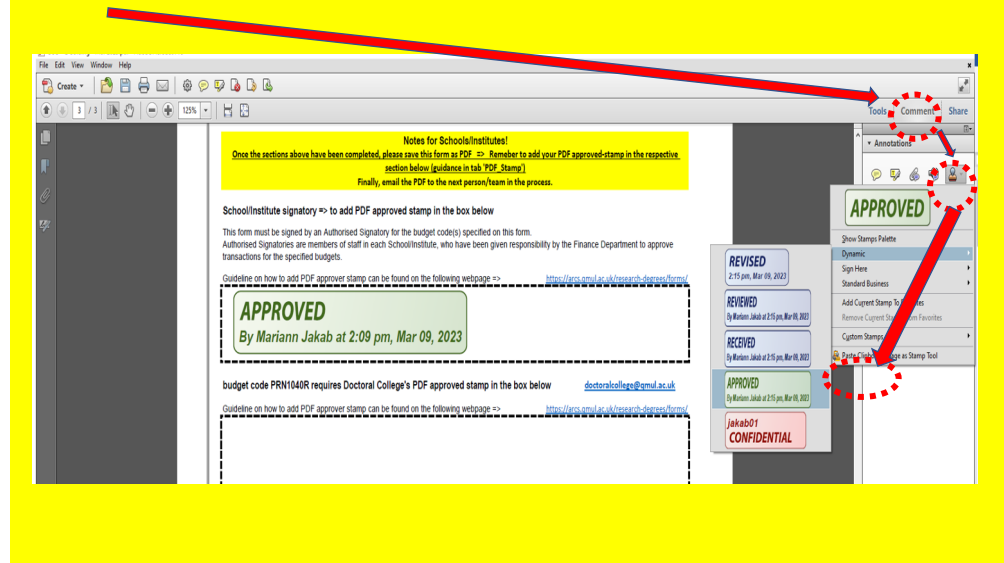 File Edit View Window Help
x
Create
3 / 3
125%
Tools Comment Share
Annotations
Notes for Schools/Institutes!
Once the sections above have been completed, please save this form as PDF => Remeber to add your PDF approved-stamp in the respective
section below (guidance in tab 'PDF_Stamp')
Finally, email the PDF to the next person/team in the process.
School/Institute signatory => to add PDF approved stamp in the box below
This form must be signed by an Authorised Signatory for the budget code(s) specified on this form.
Authorised Signatories are members of staff in each School/Institute, who have been given responsibility by the Finance Department to approve
transactions for the specified budgets.
Guideline on how to add PDF approver stamp can be found on the following webpage => https://arcs.qmul.ac.uk/research-degrees/forms/
APPROVED
By Mariann Jakab at 2:09 pm, Mar 09, 2023
budget code PRN1040R requires Doctoral College's PDF approved stamp in the box below doctoralcollege@qmul.ac.uk
Guideline on how to add PDF approver stamp can be found on the following webpage => https://arcs.qmul.ac.uk/research-degrees/forms/
REVISED
2:15 pm, Mar 09, 2023
REVIEWED
By Mariann Jakab at 2:15 pm, Mar 09, 2023
RECEIVED
By Mariann Jakab at 2:15 pm, Mar 09, 2023
APPROVED
By Mariann Jakab at 2:15 pm, Mar 09, 2023
jakab01
CONFIDENTIAL
APPROVED
Show Stamps Palette
Dynamic
Sign Here
Standard Business
Add Current Stamp To
Remove Current Favorites
Custom Stamps
Paste as Stamp Tool